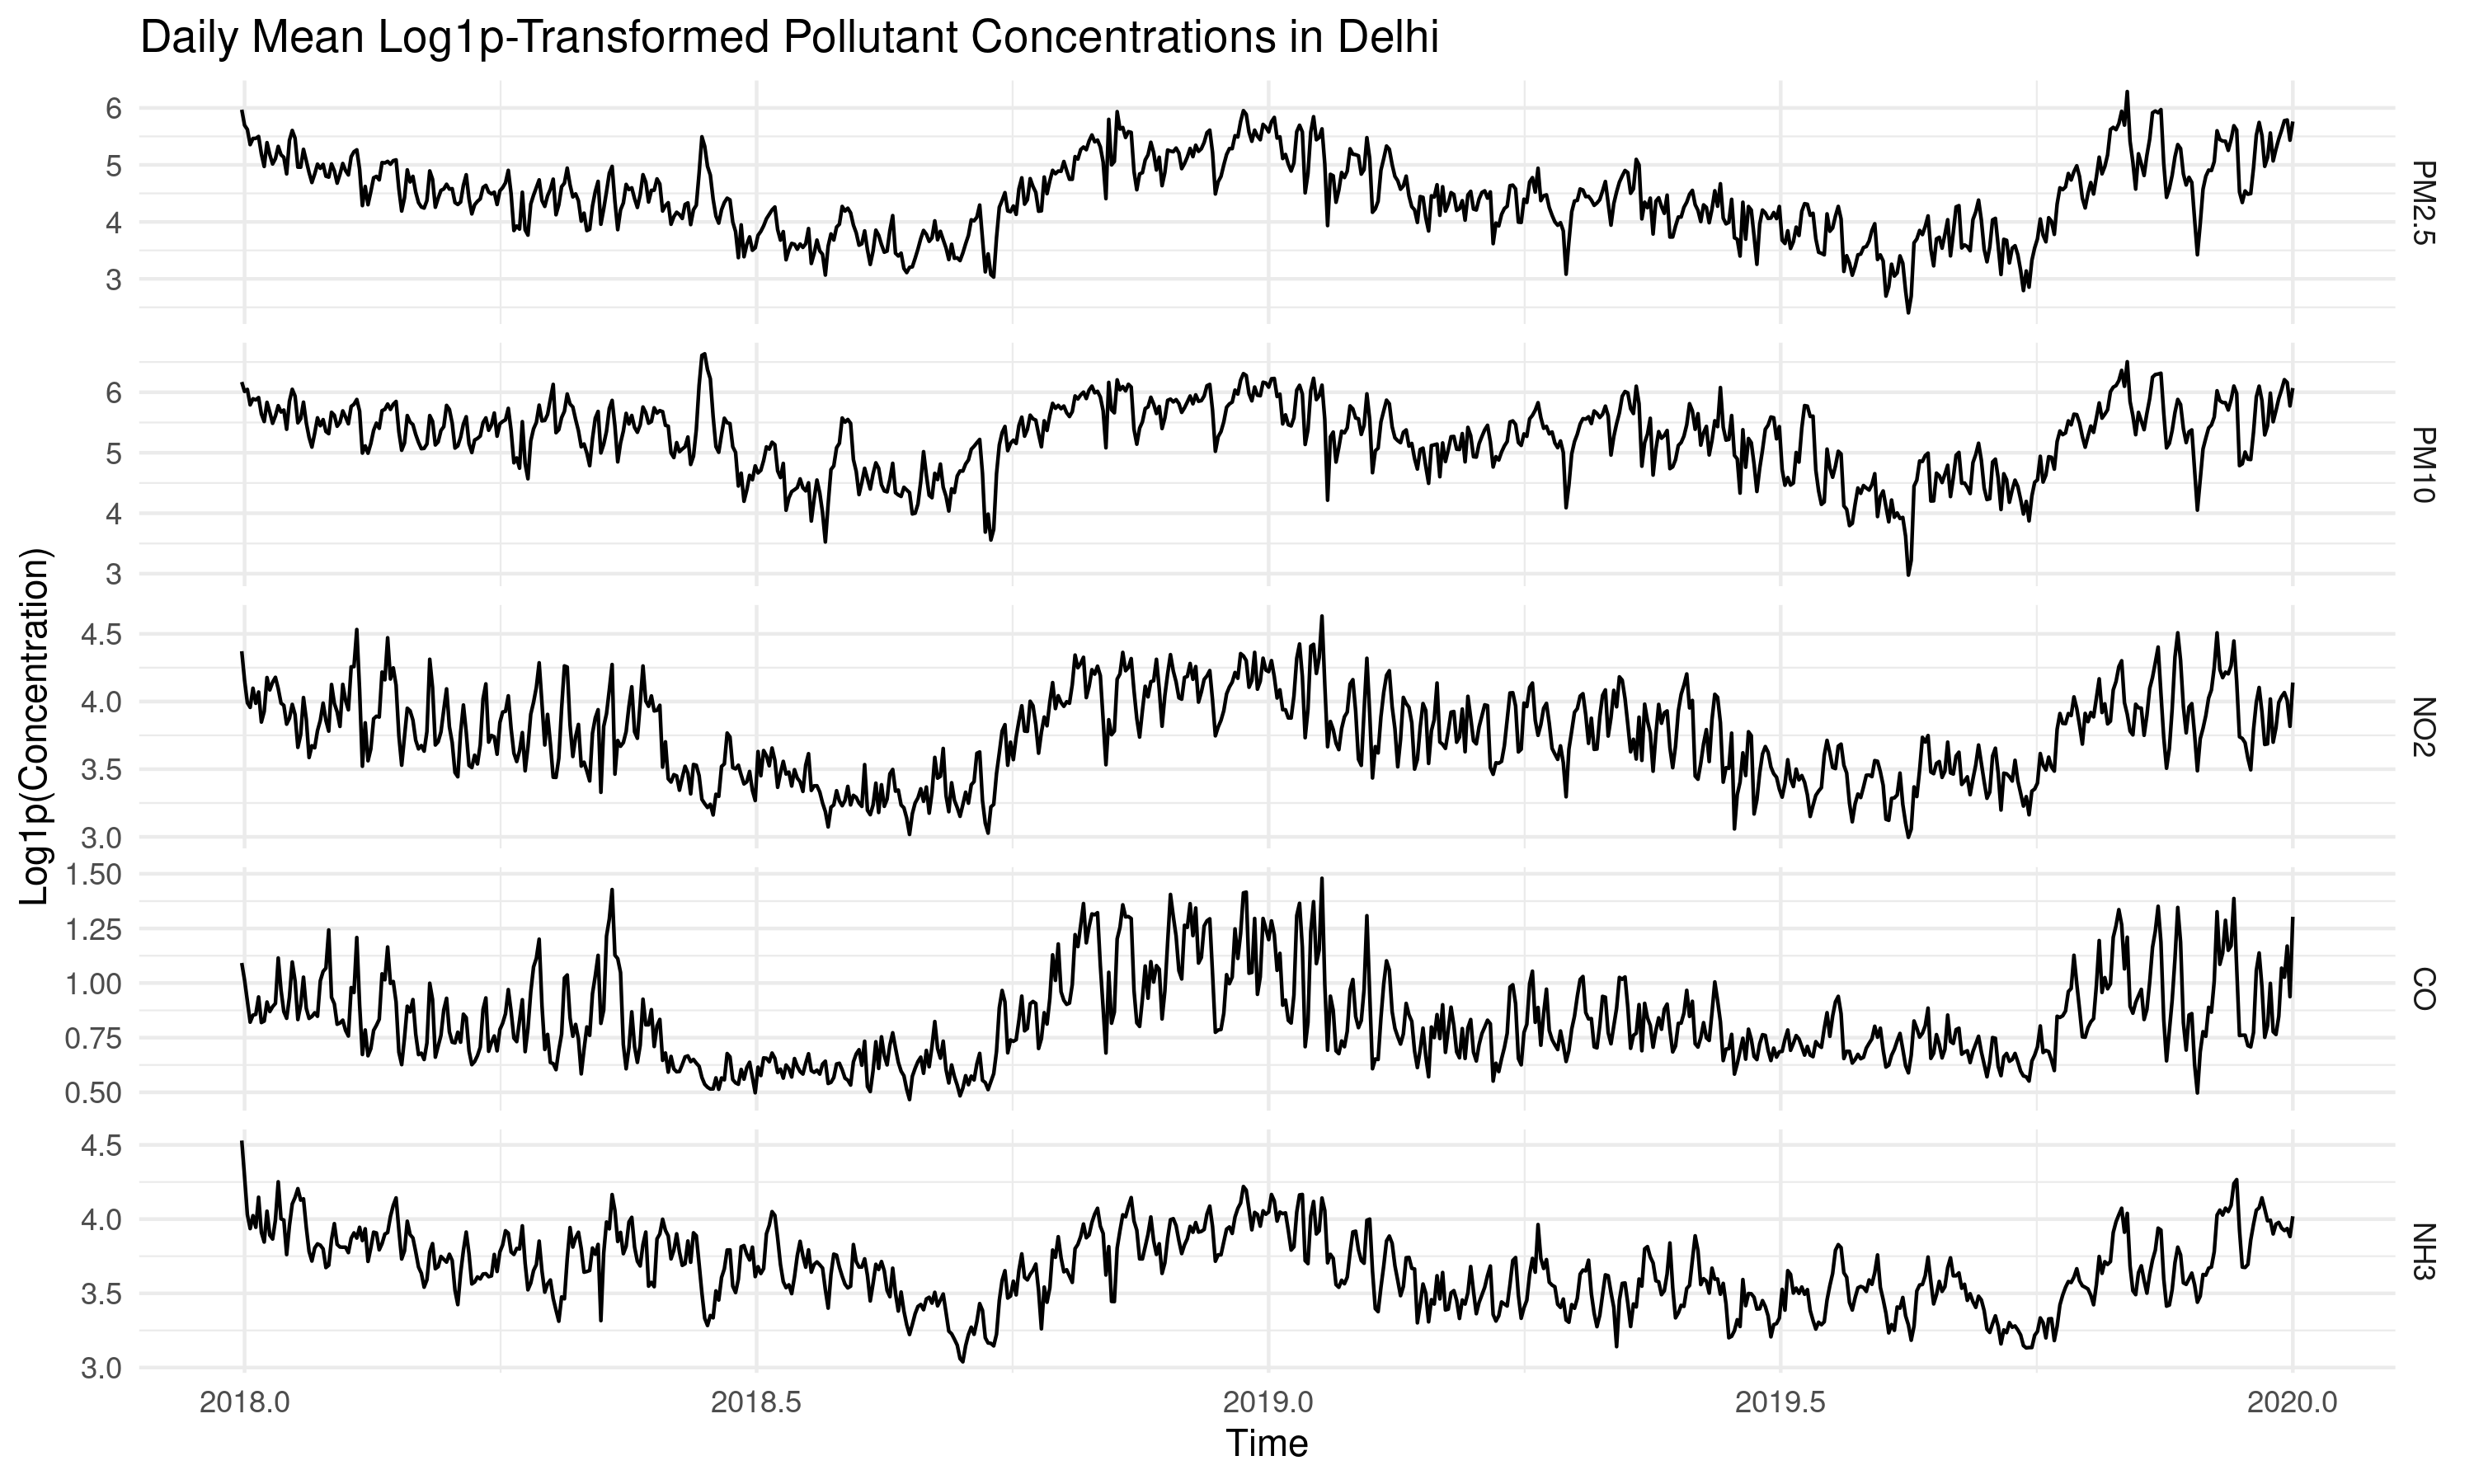 Daily Mean Log1p-Transformed Pollutant Concentrations in Delhi
Log1p(Concentration)
6
5
4
3
PM2.5
6
5
4
3
PM10
4.5
4.0
3.5
3.0
NO2
1.50
1.25
1.00
0.75
0.50
CO
4.5
4.0
3.5
3.0
NH3
2018.0 2018.5 2019.0 2019.5 2020.0
Time